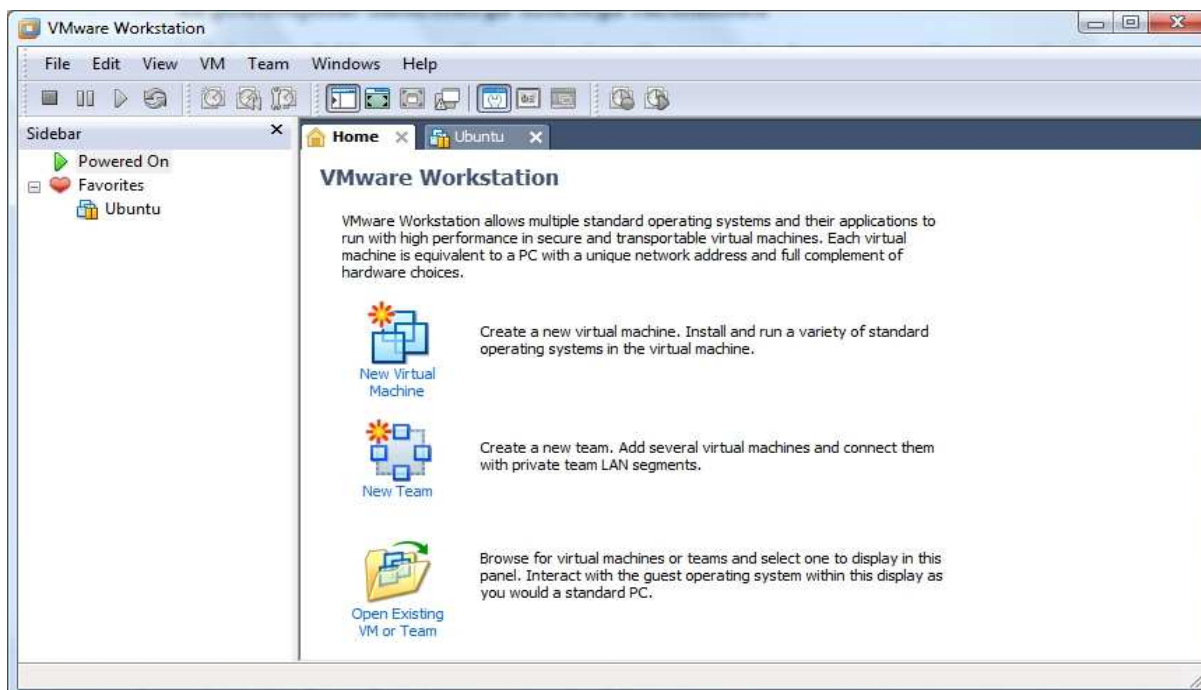 VMware Workstation
File Edit View VM Team Windows Help
Sidebar
Powered On
Favorites
Ubuntu
Home
Ubuntu
VMware Workstation
VMware Workstation allows multiple standard operating systems and their applications to
run with high performance in secure and transportable virtual machines. Each virtual
machine is equivalent to a PC with a unique network address and full complement of
hardware choices.
New Virtual
Machine
Create a new virtual machine. Install and run a variety of standard
operating systems in the virtual machine.
New Team
Create a new team. Add several virtual machines and connect them
with private team LAN segments.
Open Existing
VM or Team
Browse for virtual machines or teams and select one to display in this
panel. Interact with the guest operating system within this display as
you would a standard PC.